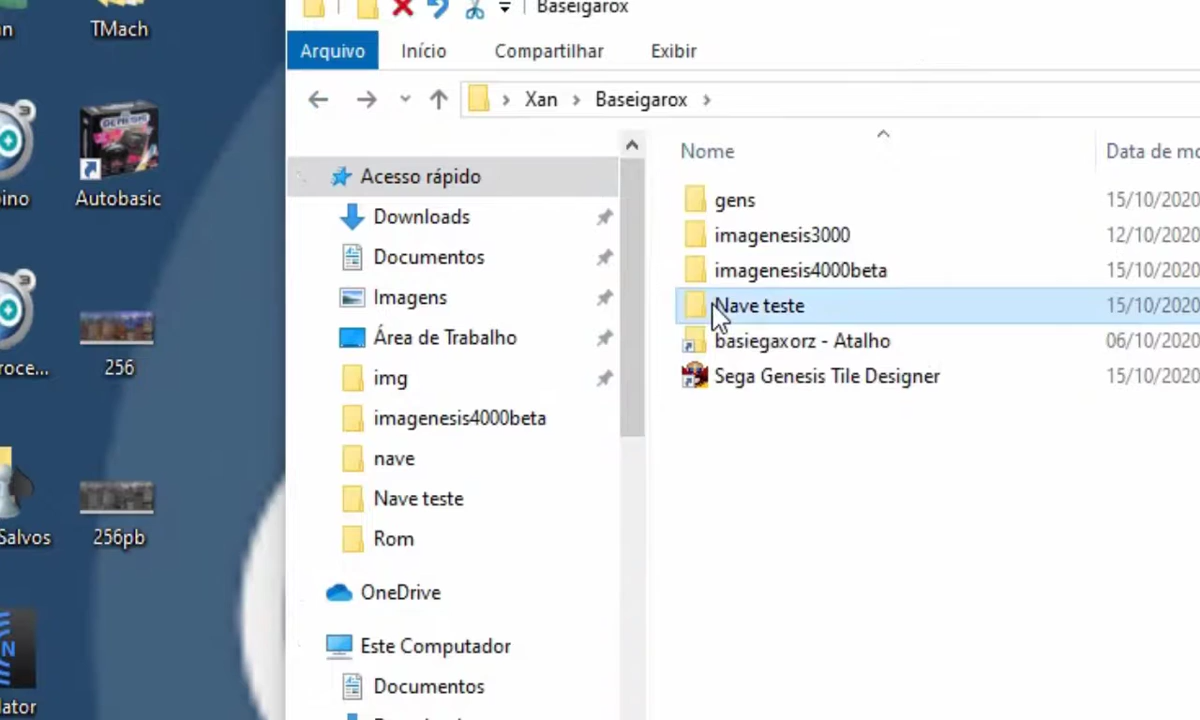 Baseigarox
Arquivo Início Compartilhar Exibir
Xan Baseigarox
Nome Data de mo
Acesso rápido
Downloads
Documentos
Imagens
Área de Trabalho
img
imagenesis4000beta
nave
Nave teste
Rom
OneDrive
Este Computador
Documentos
gens 15/10/2020
imagenesis3000 12/10/2020
imagenesis4000beta 15/10/2020
Nave teste 15/10/2020
basiegaxorz - Atalho 06/10/2020
Sega Genesis Tile Designer 15/10/2020
TMach
GENESIS
Autobasic
ino
256
roce...
256pb
Salvos
N
lator